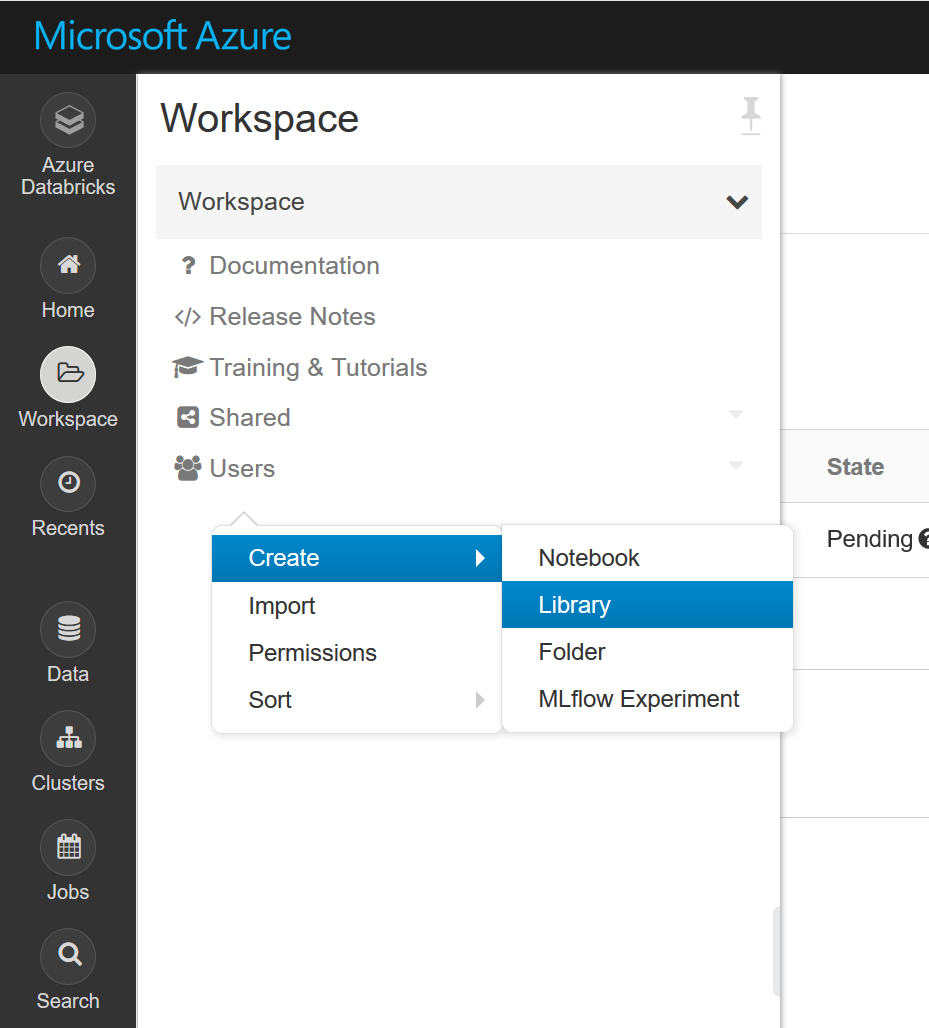 Microsoft Azure
Azure
Databricks
Home
Workspace
Recents
Data
Clusters
Jobs
Search
Workspace
Workspace
? Documentation
</> Release Notes
Training & Tutorials
Shared
Users
Create
Import
Permissions
Sort
Notebook
Library
Folder
MLflow Experiment
State
Pending ?